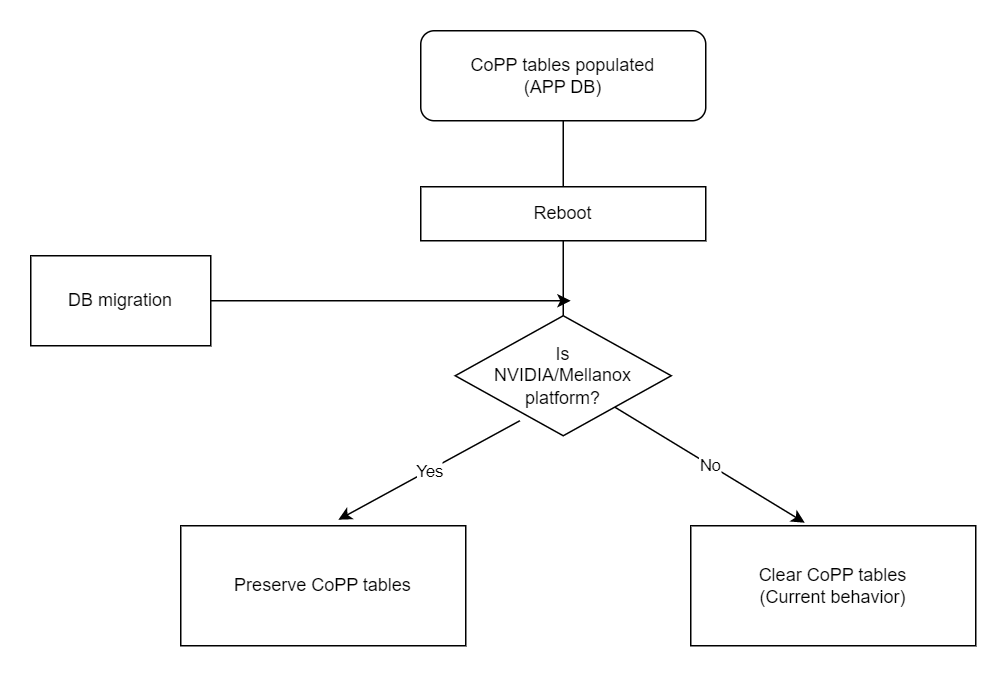 CoPP tables populated
(APP DB)
Reboot
DB migration
Is
NVIDIA/Mellanox
platform?
Yes
No
Preserve CoPP tables
Clear CoPP tables
(Current behavior)